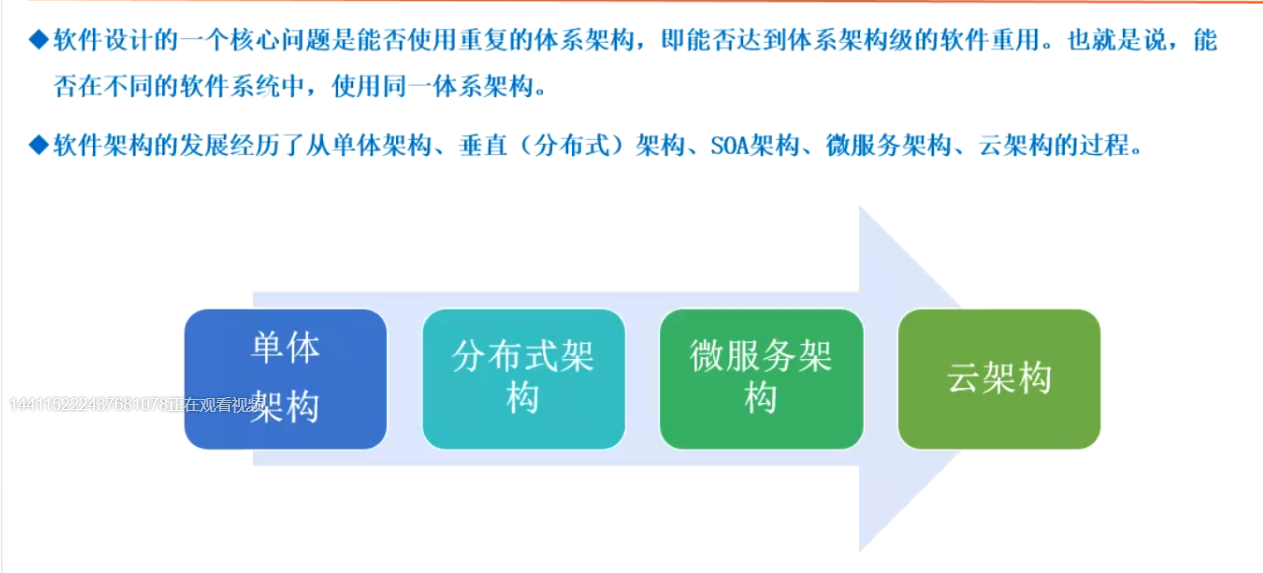 ◆软件设计的一个核心问题是能否使用重复的体系架构，即能否达到体系架构级的软件重用。也就是说，能
否在不同的软件系统中，使用同一体系架构。
◆软件架构的发展经历了从单体架构、垂直（分布式）架构、SOA架构、微服务架构、云架构的过程。
单体
架构
分布式架
构
微服务架
构
云架构
144115222437681078正在观看视频